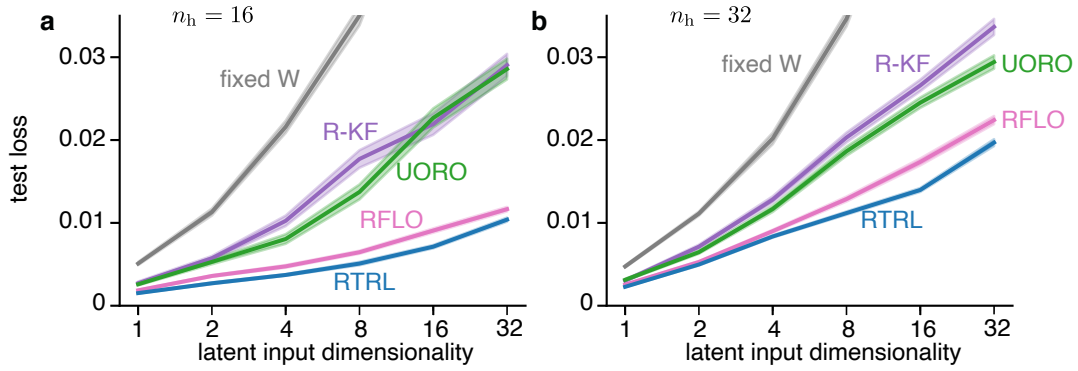 a
n_h = 16
0.03
0.02
0.01
0
test loss
fixed W
R-KF
UORO
RFLO
RTRL
1 2 4 8 16 32
latent input dimensionality
b
n_h = 32
fixed W
R-KF
UORO
RFLO
RTRL
0.03
0.02
0.01
0
1 2 4 8 16 32
latent input dimensionality